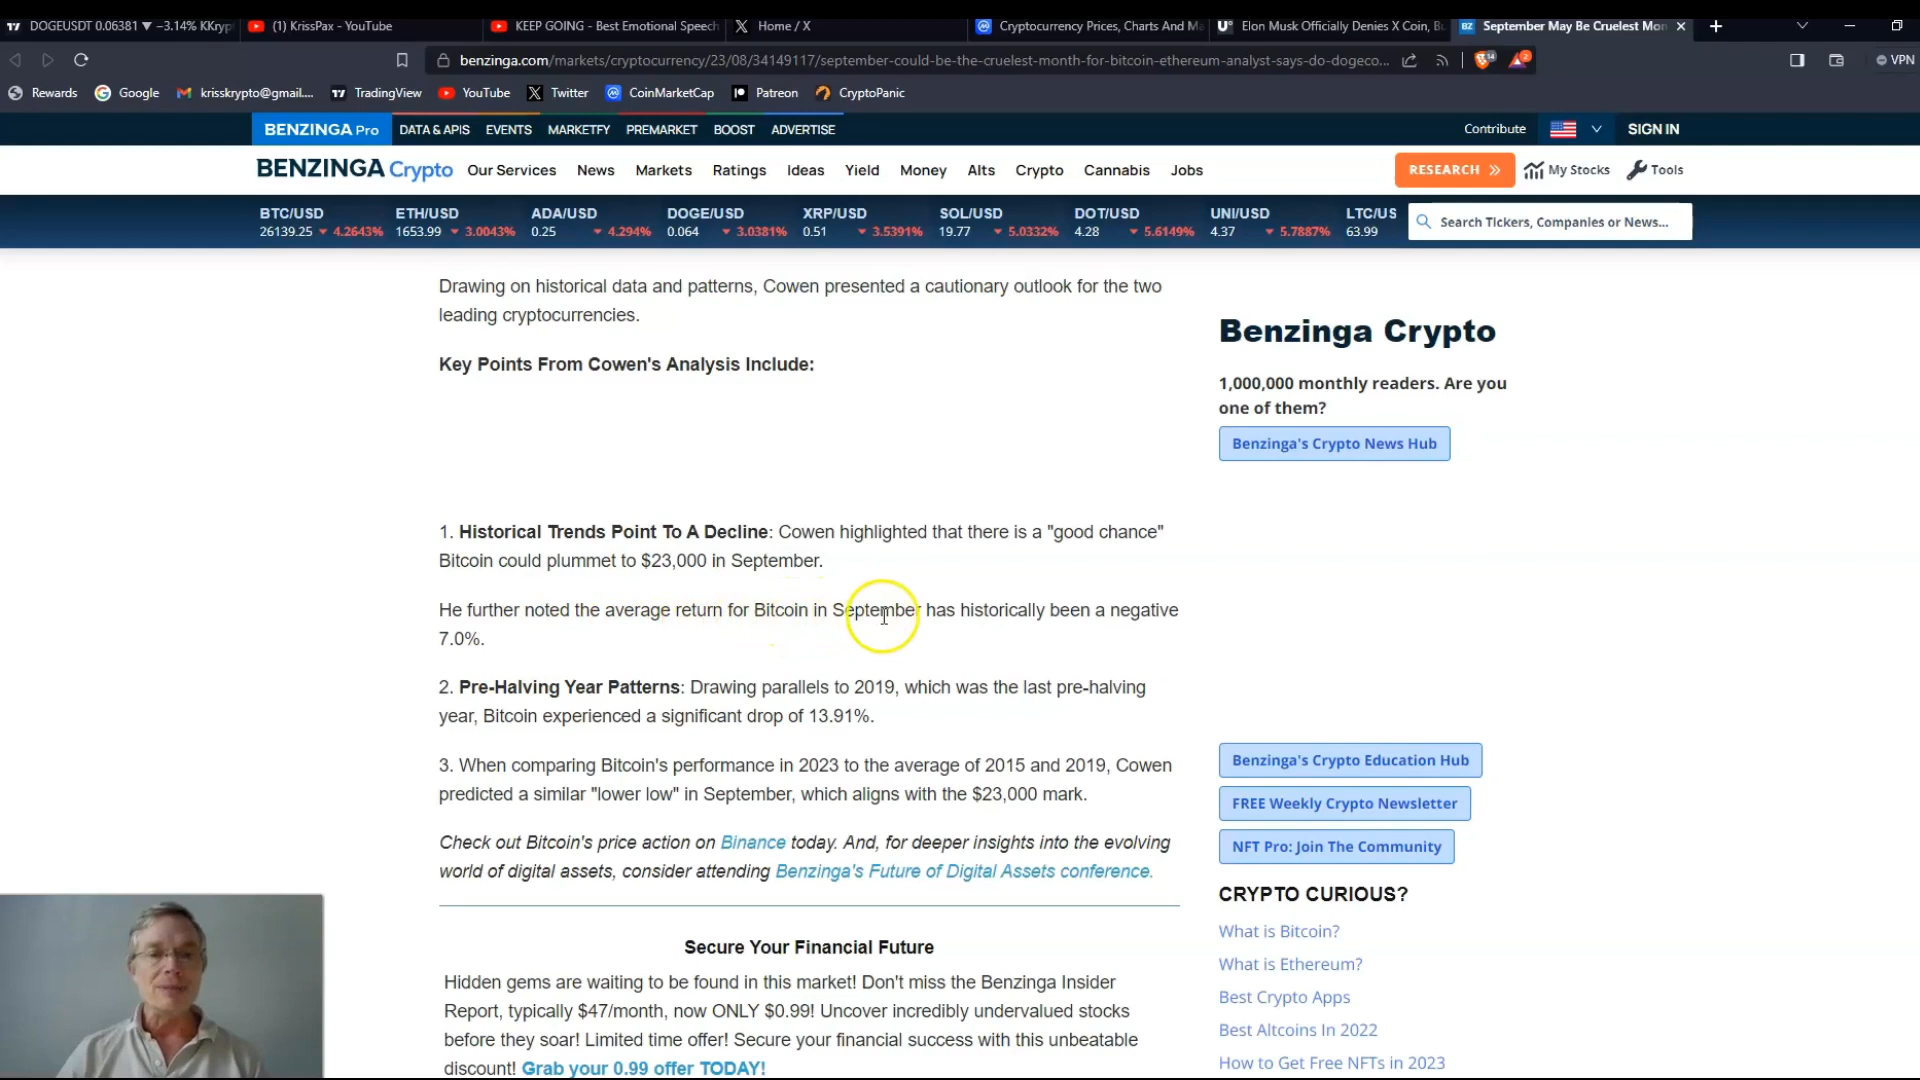 DOGEUSDT 0.06381 ▼ −3.14% KKryp
(1) KrissPax - YouTube
KEEP GOING - Best Emotional Speech
Home / X
Cryptocurrency Prices, Charts And Ma
Elon Musk Officially Denies X Coin, Bu
September May Be Cruelest Mon
benzinga.com/markets/cryptocurrency/23/08/34149117/september-could-be-the-cruelest-month-for-bitcoin-ethereum-analyst-says-do-dogeco...
VPN
Rewards
Google
krisskrypto@gmail....
TradingView
YouTube
Twitter
CoinMarketCap
Patreon
CryptoPanic
BENZINGA Pro
DATA & APIS
EVENTS
MARKETFY
PREMARKET
BOOST
ADVERTISE
Contribute
SIGN IN
BENZINGA Crypto
Our Services
News
Markets
Ratings
Ideas
Yield
Money
Alts
Crypto
Cannabis
Jobs
RESEARCH
My Stocks
Tools
BTC/USD
26139.25 ▼ 4.2643%
ETH/USD
1653.99 ▼ 3.0043%
ADA/USD
0.25 ▼ 4.294%
DOGE/USD
0.064 ▼ 3.0381%
XRP/USD
0.51 ▼ 3.5391%
SOL/USD
19.77 ▼ 5.0332%
DOT/USD
4.28 ▼ 5.6149%
UNI/USD
4.37 ▼ 5.7887%
LTC/US
63.99
Search Tickers, Companies or News...
Drawing on historical data and patterns, Cowen presented a cautionary outlook for the two
leading cryptocurrencies.
Key Points From Cowen's Analysis Include:
1. Historical Trends Point To A Decline: Cowen highlighted that there is a "good chance"
Bitcoin could plummet to $23,000 in September.
He further noted the average return for Bitcoin in September has historically been a negative
7.0%.
2. Pre-Halving Year Patterns: Drawing parallels to 2019, which was the last pre-halving
year, Bitcoin experienced a significant drop of 13.91%.
3. When comparing Bitcoin's performance in 2023 to the average of 2015 and 2019, Cowen
predicted a similar "lower low" in September, which aligns with the $23,000 mark.
Check out Bitcoin's price action on Binance today. And, for deeper insights into the evolving
world of digital assets, consider attending Benzinga's Future of Digital Assets conference.
Secure Your Financial Future
Hidden gems are waiting to be found in this market! Don't miss the Benzinga Insider
Report, typically $47/month, now ONLY $0.99! Uncover incredibly undervalued stocks
before they soar! Limited time offer! Secure your financial success with this unbeatable
discount! Grab your 0.99 offer TODAY!
Benzinga Crypto
1,000,000 monthly readers. Are you
one of them?
Benzinga's Crypto News Hub
Benzinga's Crypto Education Hub
FREE Weekly Crypto Newsletter
NFT Pro: Join The Community
CRYPTO CURIOUS?
What is Bitcoin?
What is Ethereum?
Best Crypto Apps
Best Altcoins In 2022
How to Get Free NFTs in 2023